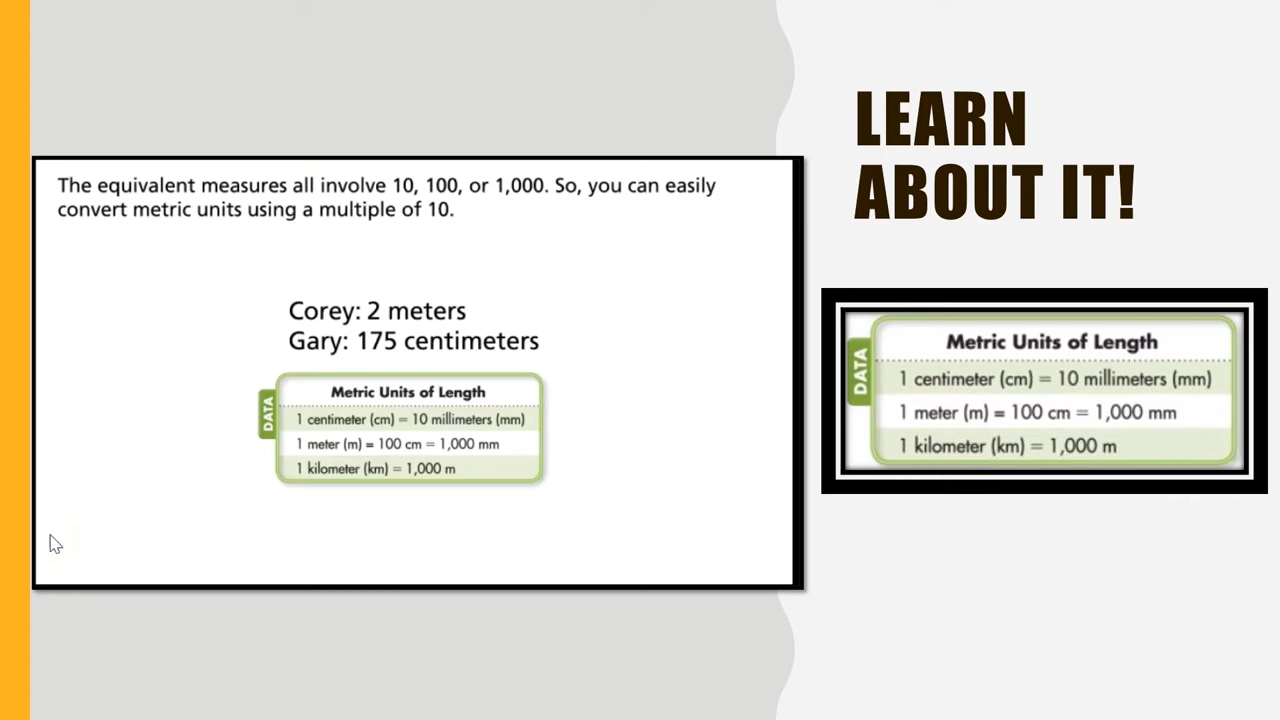 The equivalent measures all involve 10, 100, or 1,000. So, you can easily
convert metric units using a multiple of 10.
Corey: 2 meters
Gary: 175 centimeters
DATA
Metric Units of Length
1 centimeter (cm) = 10 millimeters (mm)
1 meter (m) = 100 cm = 1,000 mm
1 kilometer (km) = 1,000 m
LEARN
ABOUT IT!
DATA
Metric Units of Length
1 centimeter (cm) = 10 millimeters (mm)
1 meter (m) = 100 cm = 1,000 mm
1 kilometer (km) = 1,000 m